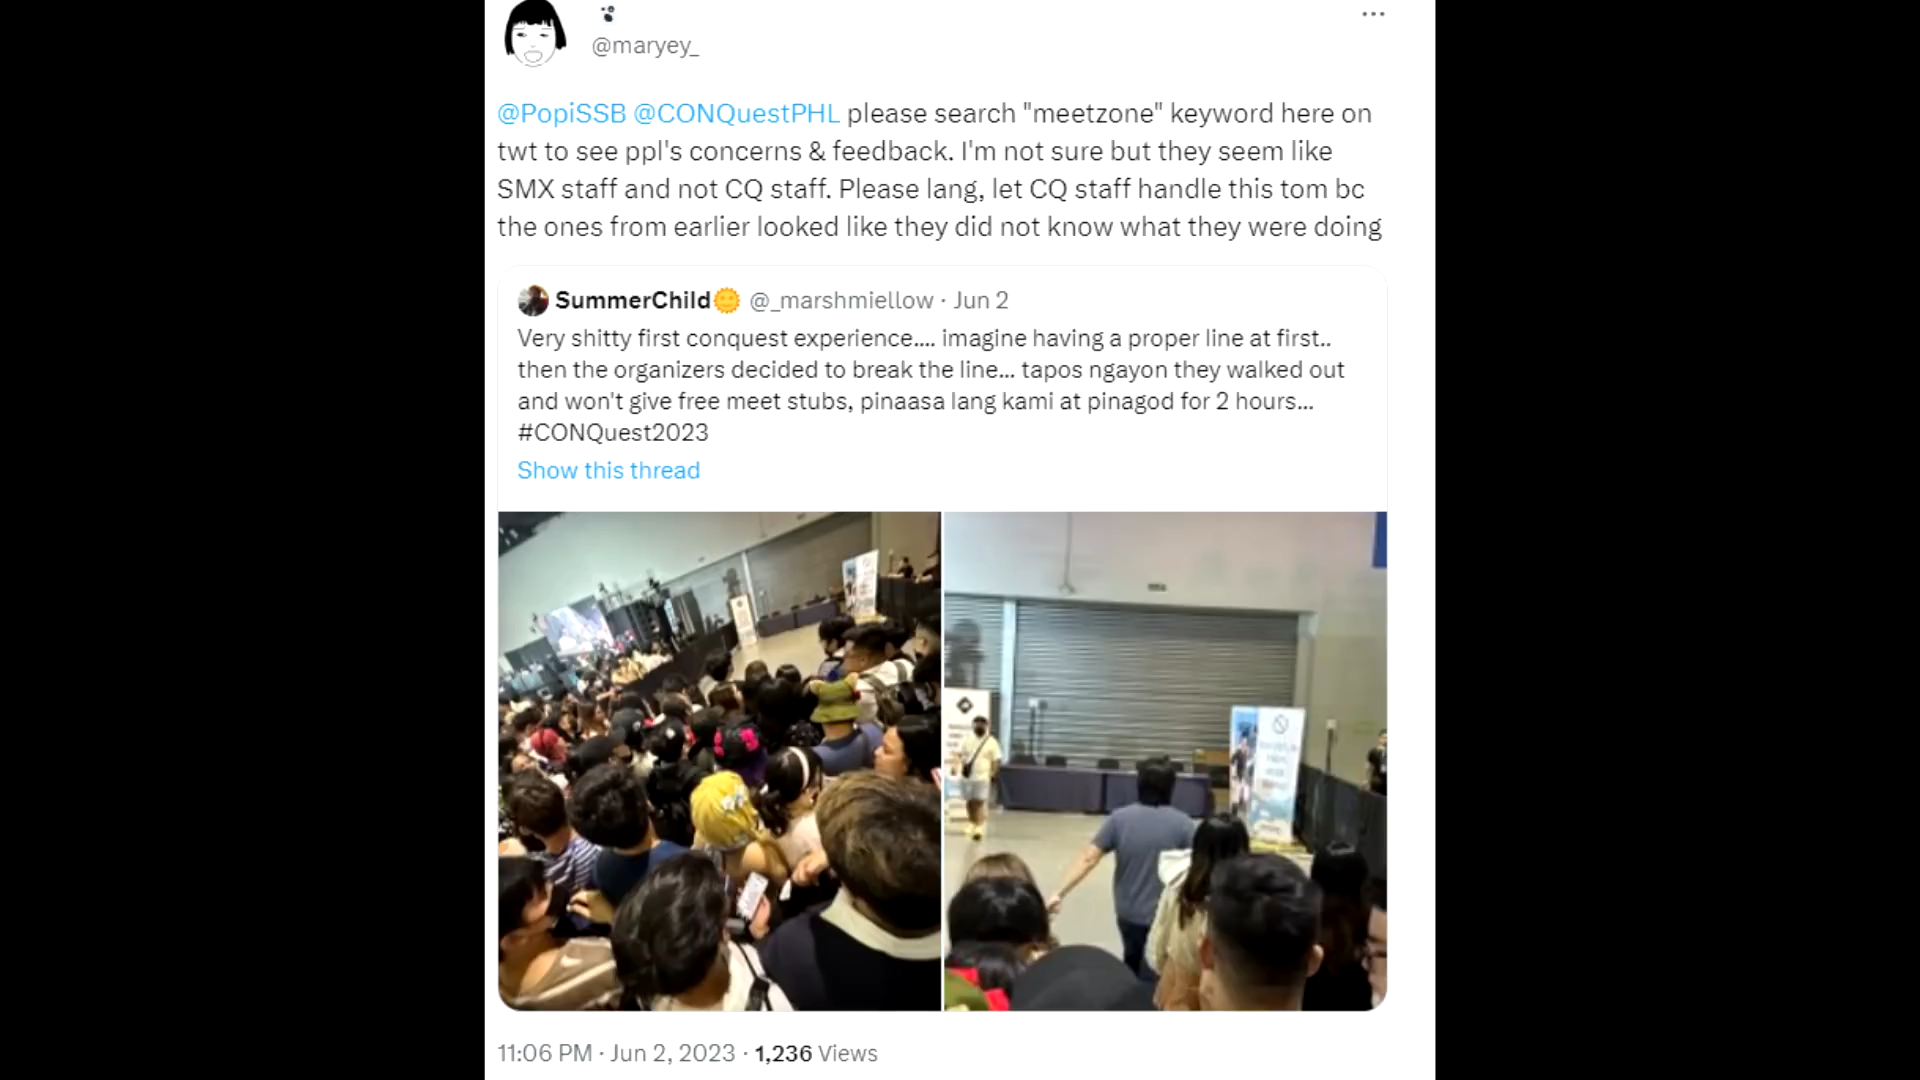 @maryey_
@PopiSSB @CONQuestPHL please search "meetzone" keyword here on
twt to see ppl's concerns & feedback. I'm not sure but they seem like
SMX staff and not CQ staff. Please lang, let CQ staff handle this tom bc
the ones from earlier looked like they did not know what they were doing
SummerChild🌞 @_marshmiellow · Jun 2
Very shitty first conquest experience.... imagine having a proper line at first..
then the organizers decided to break the line... tapos ngayon they walked out
and won't give free meet stubs, pinaasa lang kami at pinagod for 2 hours...
#CONQuest2023
Show this thread
11:06 PM · Jun 2, 2023 · 1,236 Views